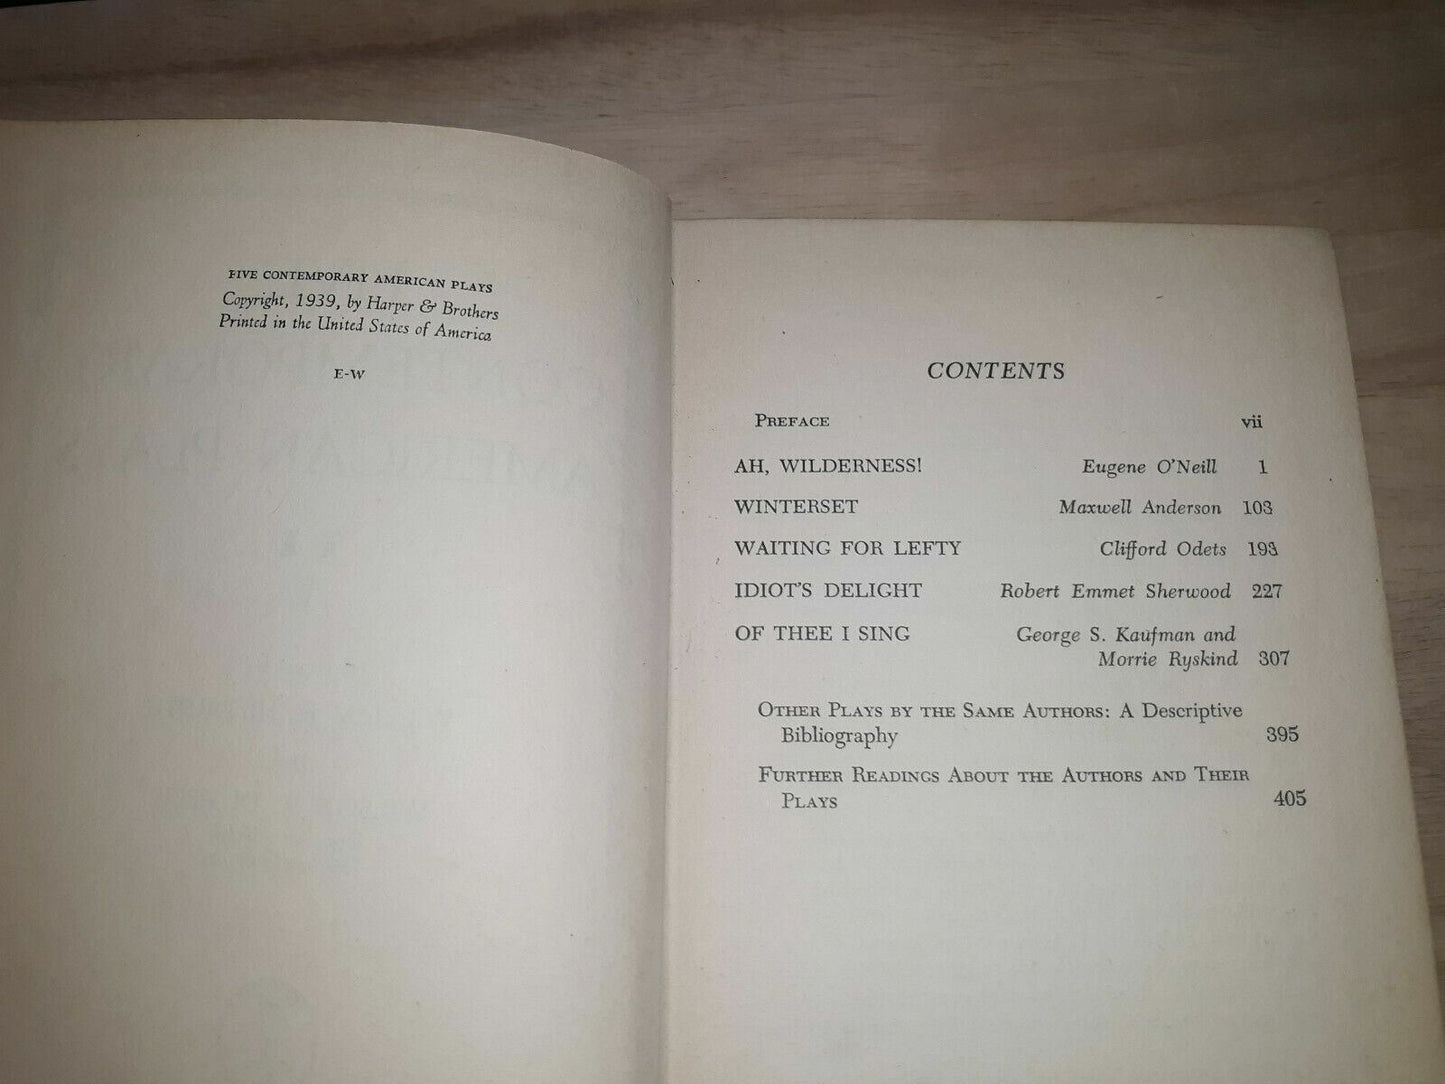 FIVE CONTEMPORARY AMERICAN PLAYS
Copyright, 1939, by Harper & Brothers
Printed in the United States of America
E-W
CONTENTS
PREFACE vii
AH, WILDERNESS! Eugene O'Neill 1
WINTERSET Maxwell Anderson 103
WAITING FOR LEFTY Clifford Odets 193
IDIOT'S DELIGHT Robert Emmet Sherwood 227
OF THEE I SING George S. Kaufman and
Morrie Ryskind 307
OTHER PLAYS BY THE SAME AUTHORS: A Descriptive
Bibliography 395
FURTHER READINGS ABOUT THE AUTHORS AND THEIR
PLAYS 405